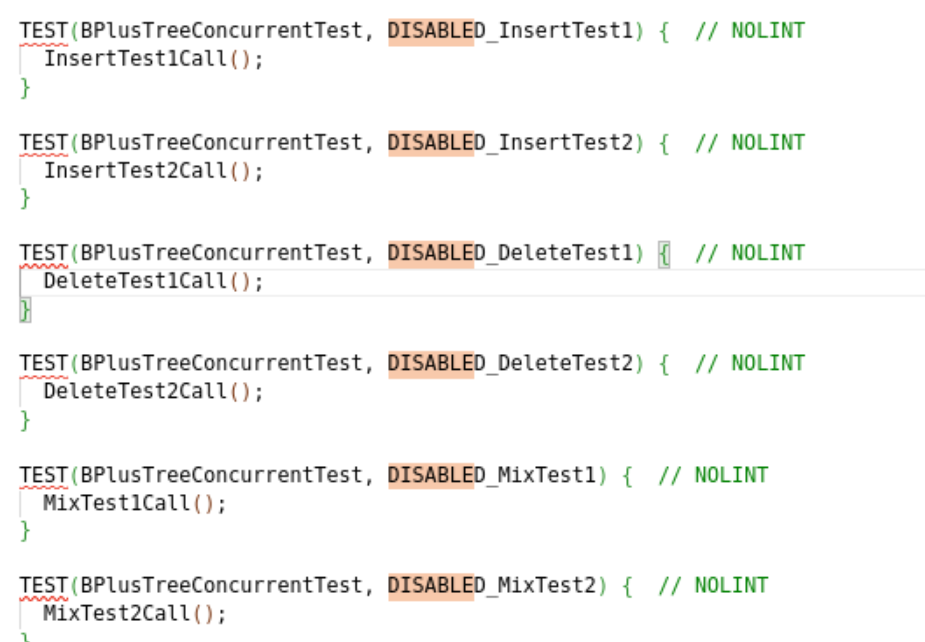 TEST(BPlusTreeConcurrentTest, DISABLED_InsertTest1) {  // NOLINT
  InsertTest1Call();
}
TEST(BPlusTreeConcurrentTest, DISABLED_InsertTest2) {  // NOLINT
  InsertTest2Call();
}
TEST(BPlusTreeConcurrentTest, DISABLED_DeleteTest1) {  // NOLINT
  DeleteTest1Call();
}
TEST(BPlusTreeConcurrentTest, DISABLED_DeleteTest2) {  // NOLINT
  DeleteTest2Call();
}
TEST(BPlusTreeConcurrentTest, DISABLED_MixTest1) {  // NOLINT
  MixTest1Call();
}
TEST(BPlusTreeConcurrentTest, DISABLED_MixTest2) {  // NOLINT
  MixTest2Call();
}